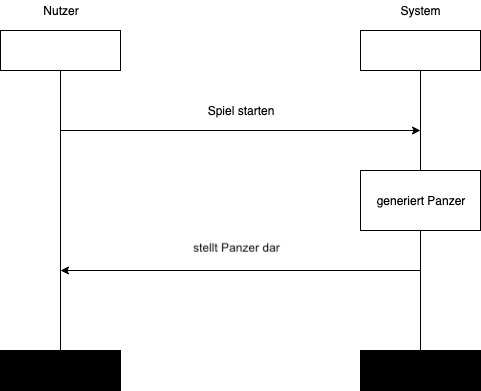 Nutzer
System
Spiel starten
generiert Panzer
stellt Panzer dar